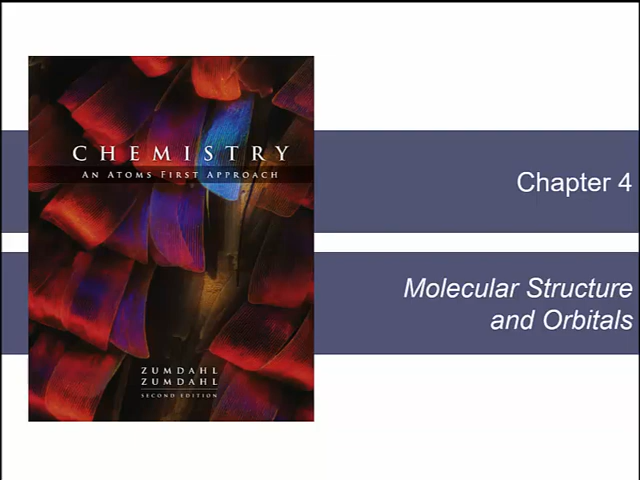 CHEMISTRY
AN ATOMS FIRST APPROACH
ZUMDAHL
ZUMDAHL
SECOND EDITION
Chapter 4
Molecular Structure
and Orbitals